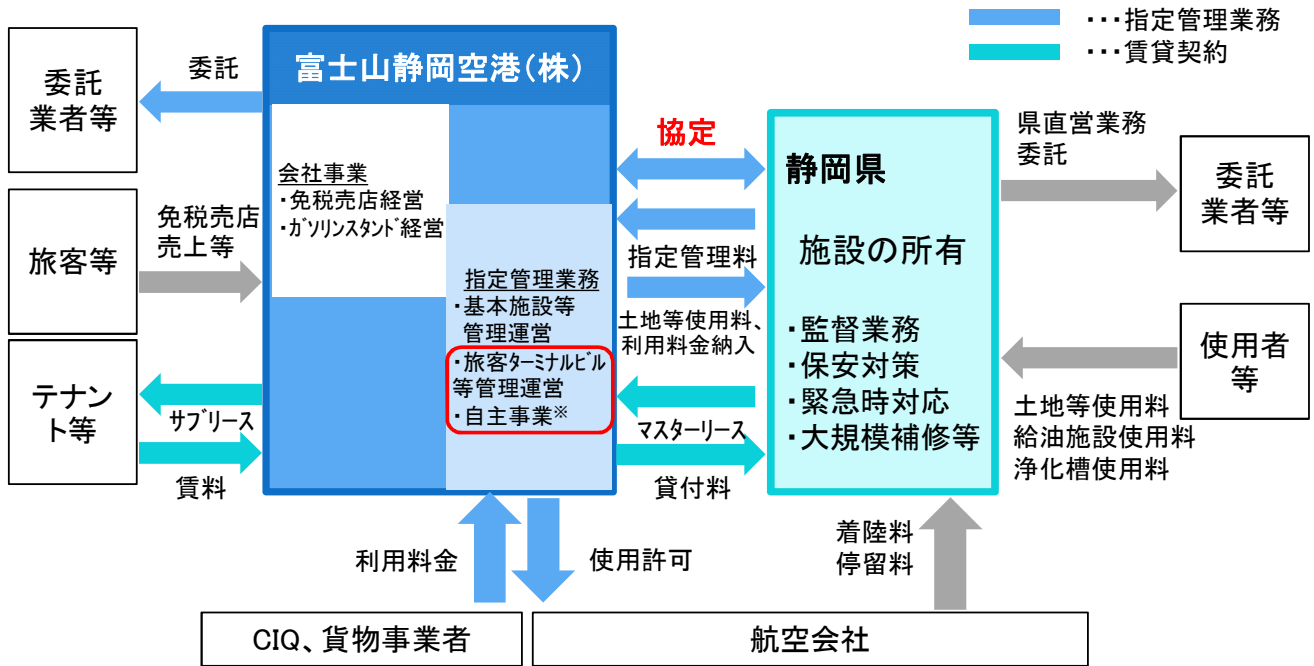 ・・・指定管理業務
・・・賃貸契約
委託
業者等
委託
富士山静岡空港(株)
会社事業
・免税売店経営
・ガソリンスタンド経営
旅客等
免税売店
売上等
指定管理業務
・基本施設等
管理運営
・旅客ターミナルビル
等管理運営
・自主事業※
テナン
ト等
サブリース
賃料
協定
指定管理料
土地等使用料、
利用料金納入
マスターリース
貸付料
静岡県
施設の所有
・監督業務
・保安対策
・緊急時対応
・大規模補修等
県直営業務
委託
委託
業者等
使用者
等
土地等使用料
給油施設使用料
浄化槽使用料
利用料金
使用許可
着陸料
停留料
CIQ、貨物事業者
航空会社